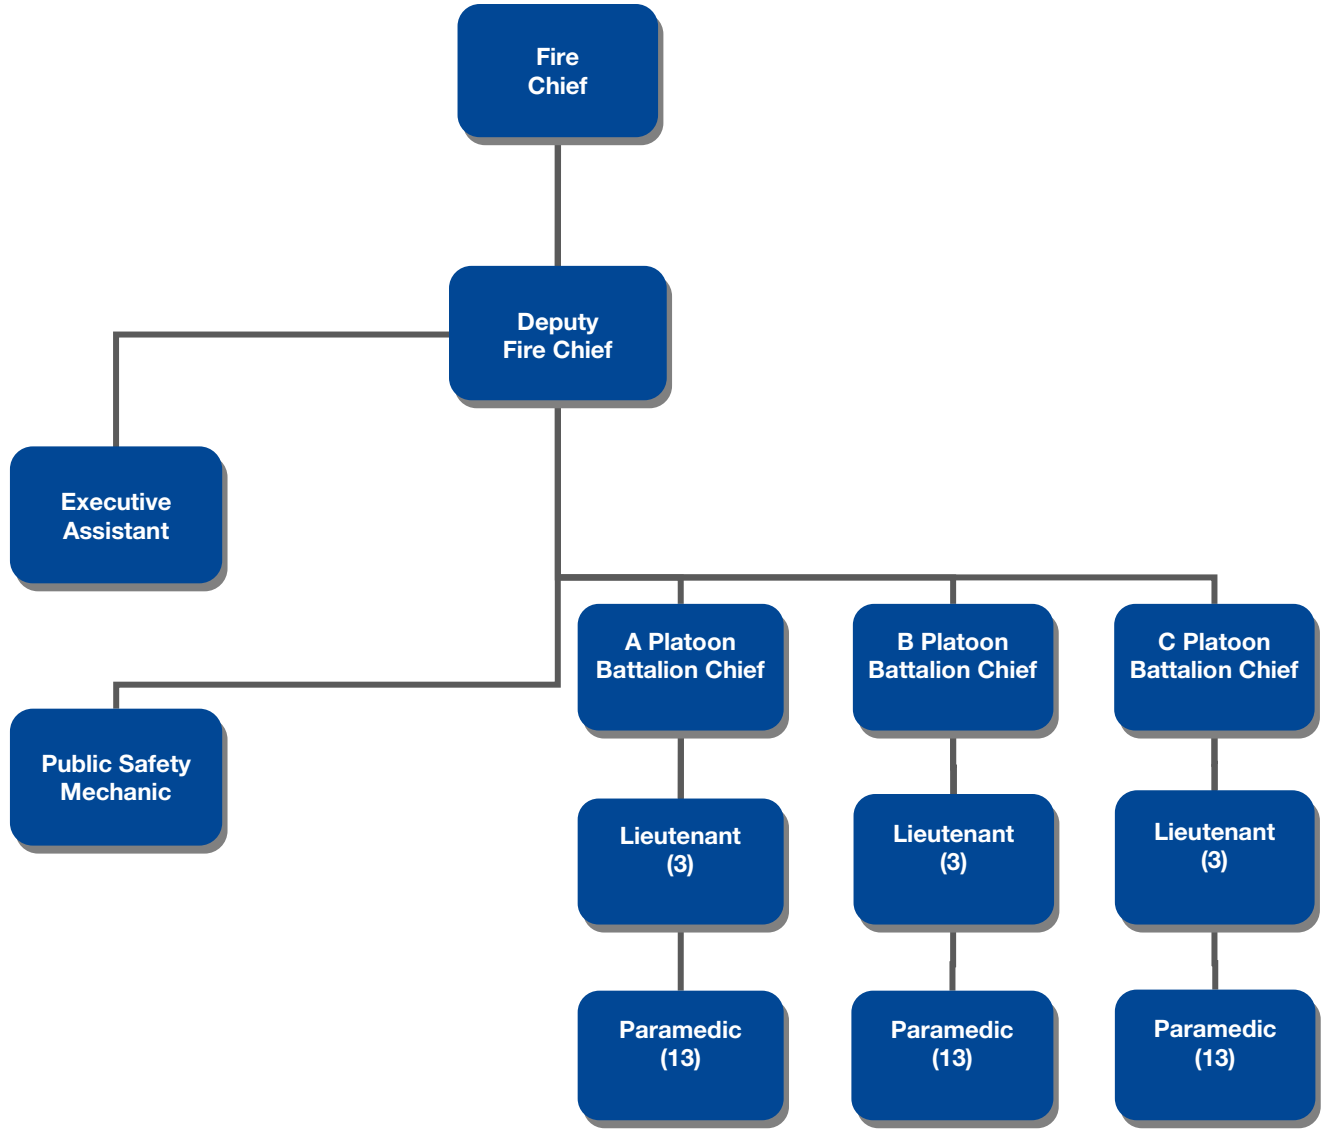 Fire
Chief
Deputy
Fire Chief
Executive
Assistant
A Platoon
Battalion Chief
B Platoon
Battalion Chief
C Platoon
Battalion Chief
Public Safety
Mechanic
Lieutenant
(3)
Lieutenant
(3)
Lieutenant
(3)
Paramedic
(13)
Paramedic
(13)
Paramedic
(13)